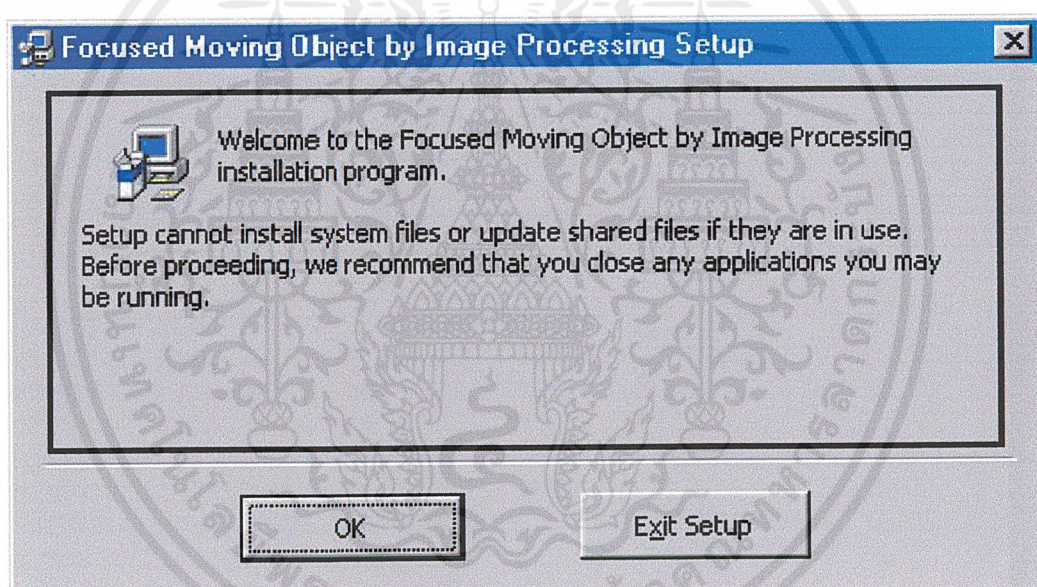 Focused Moving Object by Image Processing Setup
Welcome to the Focused Moving Object by Image Processing
installation program.
Setup cannot install system files or update shared files if they are in use.
Before proceeding, we recommend that you close any applications you may
be running.
OK
Exit Setup